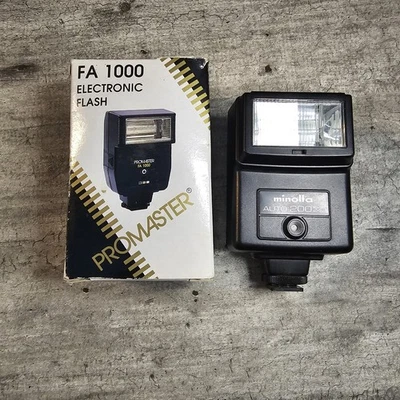 FA 1000
ELECTRONIC
FLASH
PROMASTER
FA 1000
PROMASTER®
minolta
AUTO 200X